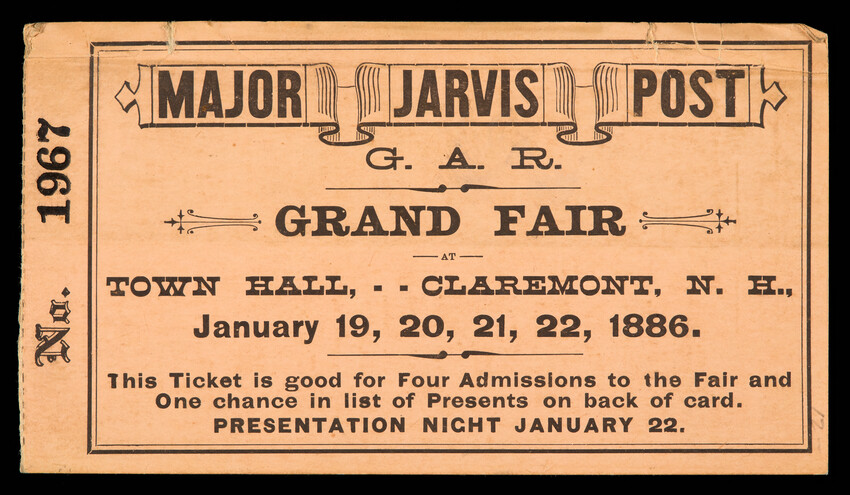 No. 1967
MAJOR JARVIS POST
G. A. R.
GRAND FAIR
AT
TOWN HALL, - - CLAREMONT, N. H.,
January 19, 20, 21, 22, 1886.
This Ticket is good for Four Admissions to the Fair and
One chance in list of Presents on back of card.
PRESENTATION NIGHT JANUARY 22.